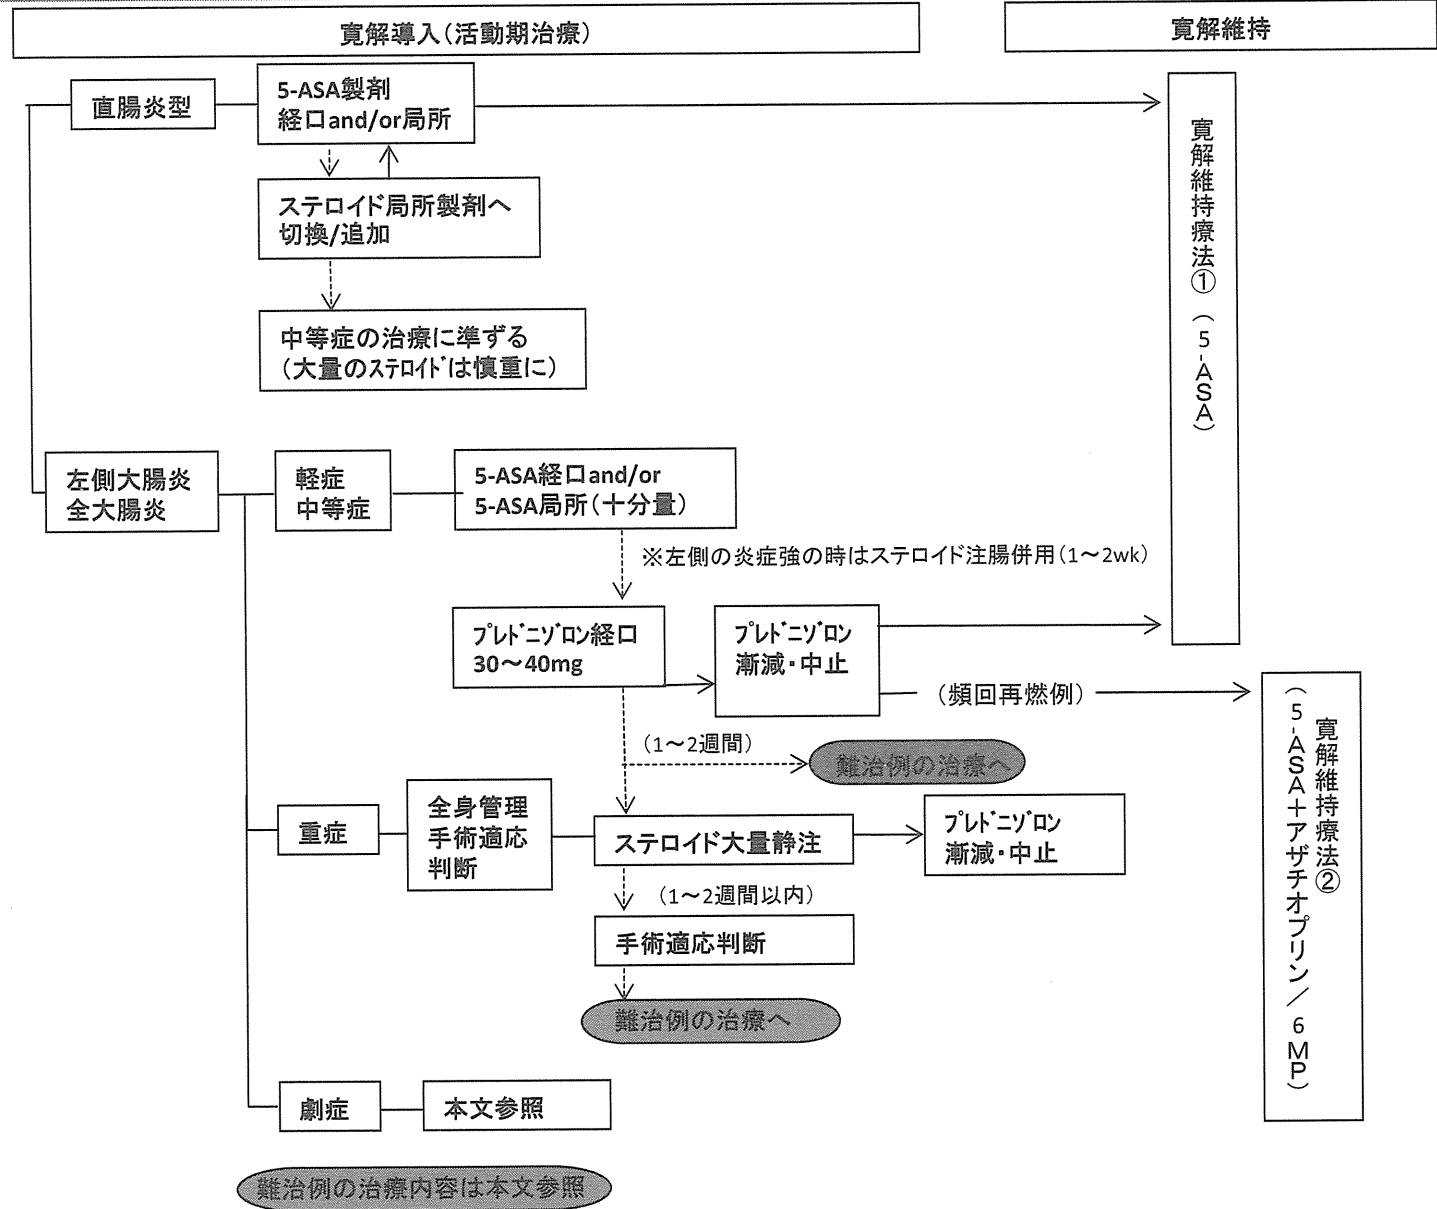 寛解導入(活動期治療)
寛解維持
直腸炎型
5-ASA製剤
経口and/or局所
ステロイド局所製剤へ
切換/追加
中等症の治療に準ずる
(大量のｽﾃﾛｲﾄﾞは慎重に)
寛解維持療法①(5-ASA)
左側大腸炎
全大腸炎
軽症
中等症
5-ASA経口and/or
5-ASA局所(十分量)
※左側の炎症強の時はステロイド注腸併用(1～2wk)
ﾌﾟﾚﾄﾞﾆｿﾞﾛﾝ経口
30～40mg
ﾌﾟﾚﾄﾞﾆｿﾞﾛﾝ
漸減・中止
(頻回再燃例)
(1～2週間)
難治例の治療へ
寛解維持療法②
(5-ASA＋アザチオプリン／6MP)
重症
全身管理
手術適応
判断
ステロイド大量静注
ﾌﾟﾚﾄﾞﾆｿﾞﾛﾝ
漸減・中止
(1～2週間以内)
手術適応判断
難治例の治療へ
劇症
本文参照
難治例の治療内容は本文参照